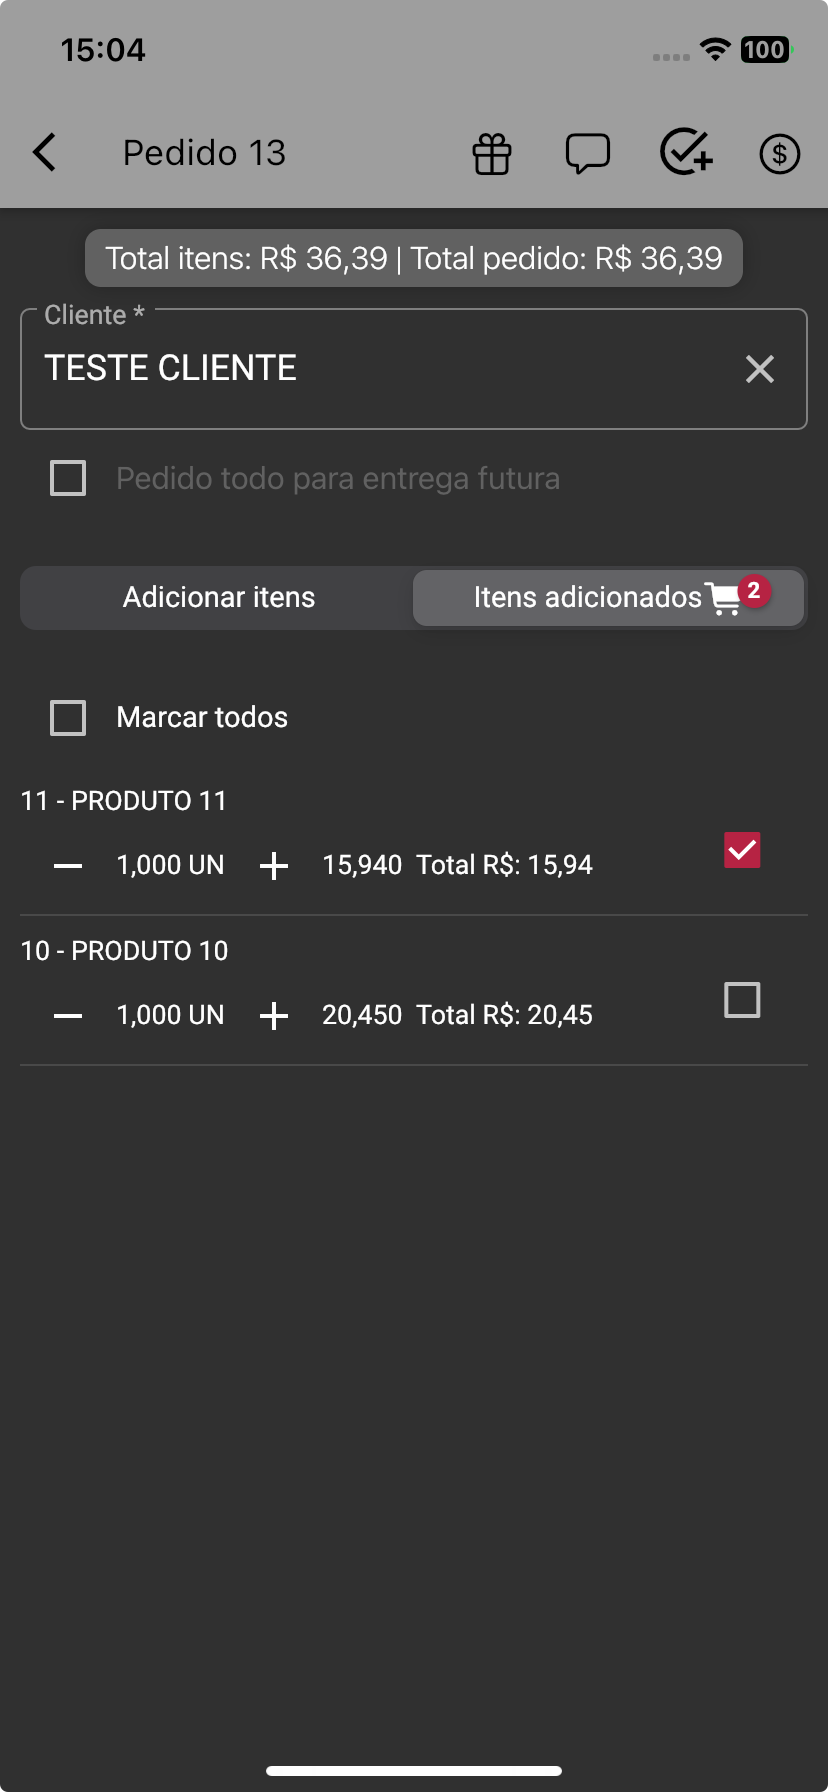 15:04
100
Pedido 13
Total itens: R$ 36,39 | Total pedido: R$ 36,39
Cliente *
TESTE CLIENTE
Pedido todo para entrega futura
Adicionar itens
Itens adicionados 2
Marcar todos
11 - PRODUTO 11
1,000 UN 15,940 Total R$: 15,94
10 - PRODUTO 10
1,000 UN 20,450 Total R$: 20,45